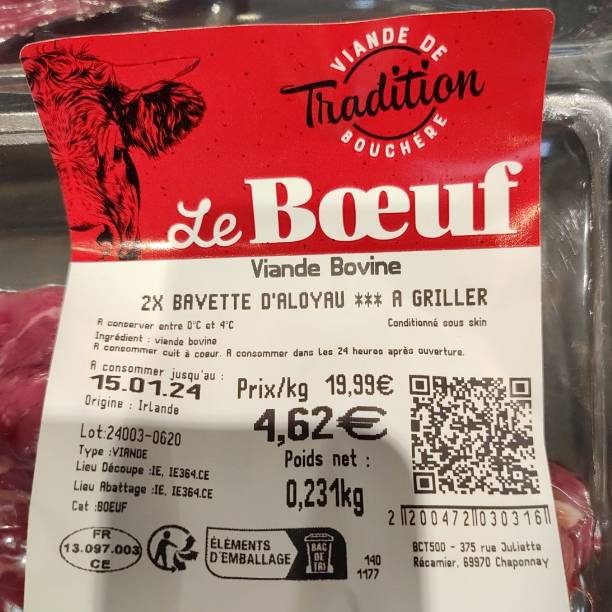 VIANDE DE
Tradition
BOUCHÈRE
Le Bœuf
Viande Bovine
2X BAVETTE D'ALOYAU *** A GRILLER
A conserver entre 0°C et 4°C
Conditionné sous skin
Ingrédient : viande bovine
A consommer cuit à coeur. A consommer dans les 24 heures après ouverture.
A consommer jusqu'au :
15.01.24
Prix/kg 19,99€
Origine : Irlande
4,62€
Lot:24003-0620
Type :VIANDE
Poids net :
Lieu Découpe :IE, IE364.CE
Lieu Abattage :IE, IE364.CE
0,231kg
Cat :BOEUF
2 200472 030316
FR
13.097.003
CE
ÉLÉMENTS
D'EMBALLAGE
BAC
DE
TRI
140
1177
BCT500 - 375 rue Juliette
Récamier, 69970 Chaponnay